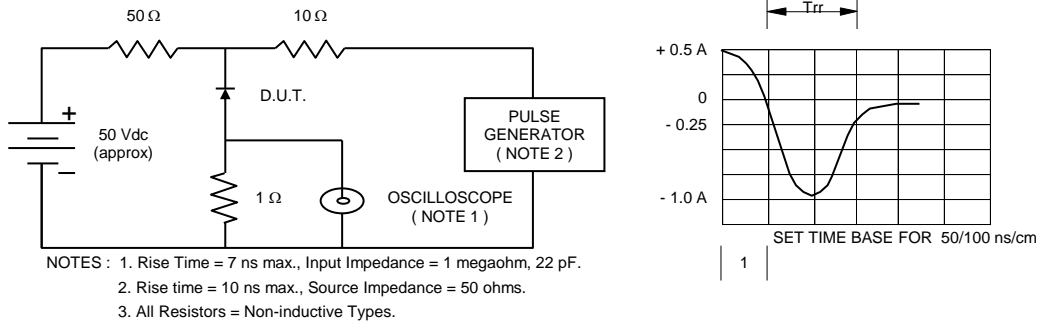 50 Ω
10 Ω
D.U.T.
+
50 Vdc
(approx)
−
1 Ω
OSCILLOSCOPE
( NOTE 1 )
PULSE
GENERATOR
( NOTE 2 )
NOTES : 1. Rise Time = 7 ns max., Input Impedance = 1 megaohm, 22 pF.
2. Rise time = 10 ns max., Source Impedance = 50 ohms.
3. All Resistors = Non-inductive Types.
Trr
+ 0.5 A
0
- 0.25
- 1.0 A
SET TIME BASE FOR 50/100 ns/cm
1